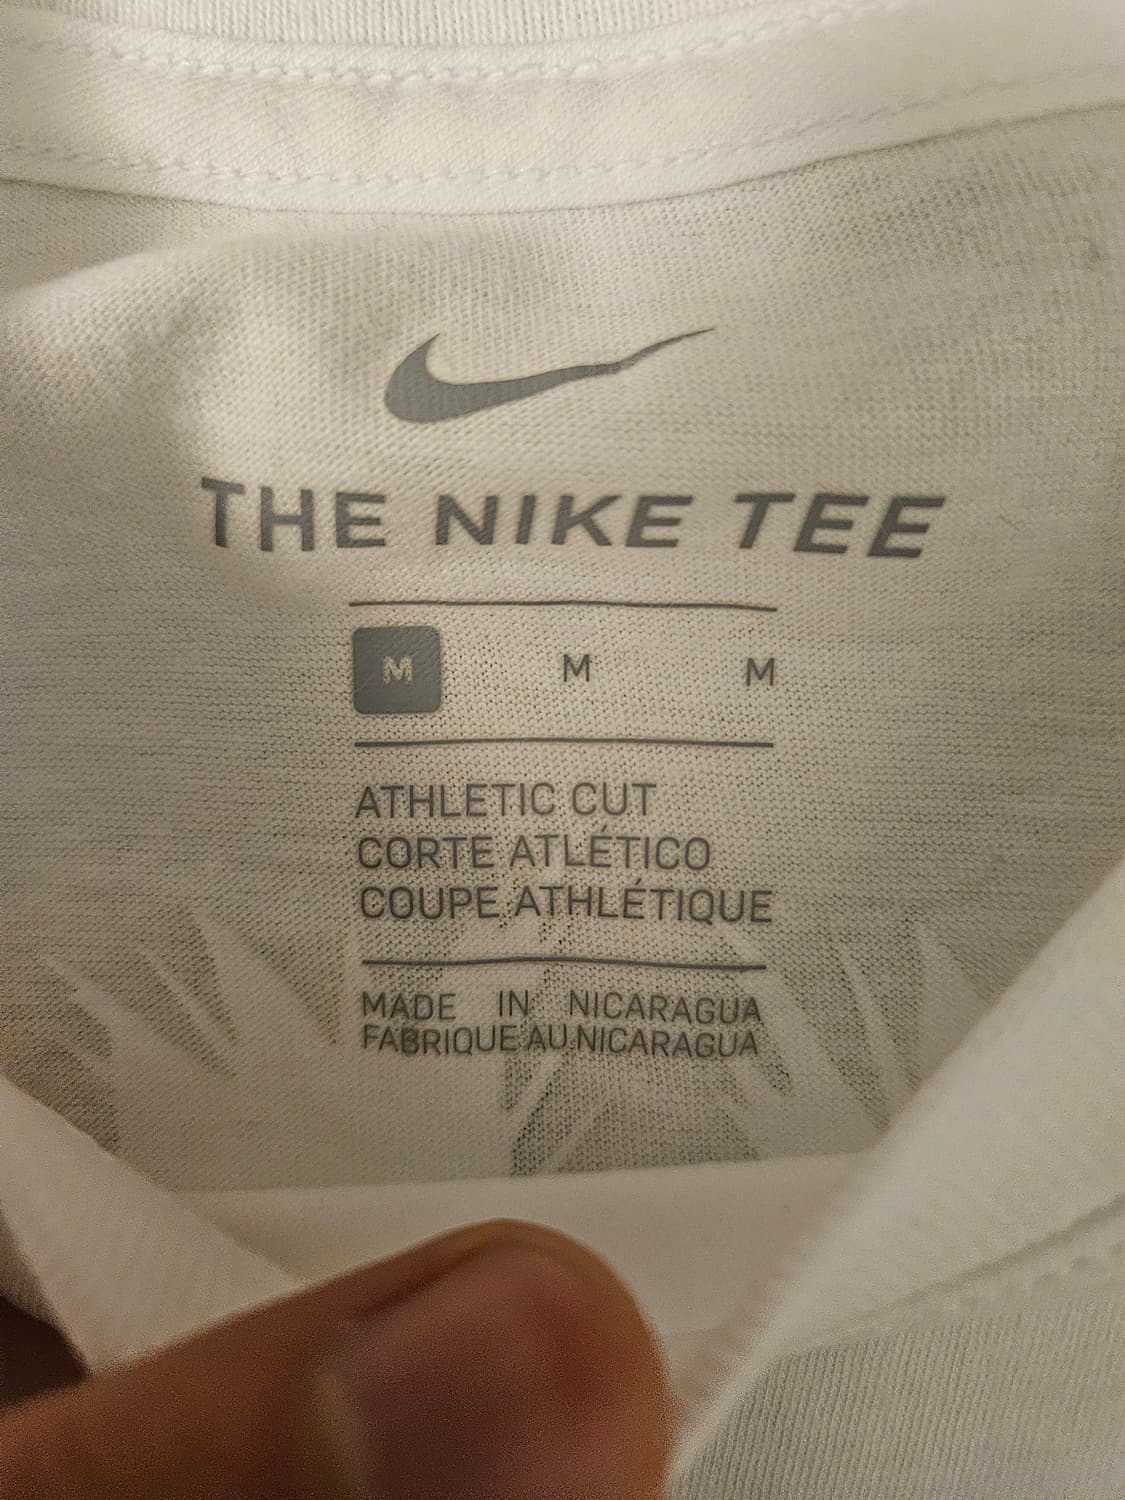 THE NIKE TEE
M M M
ATHLETIC CUT
CORTE ATLÉTICO
COUPE ATHLÉTIQUE
MADE IN NICARAGUA
FABRIQUE AU NICARAGUA